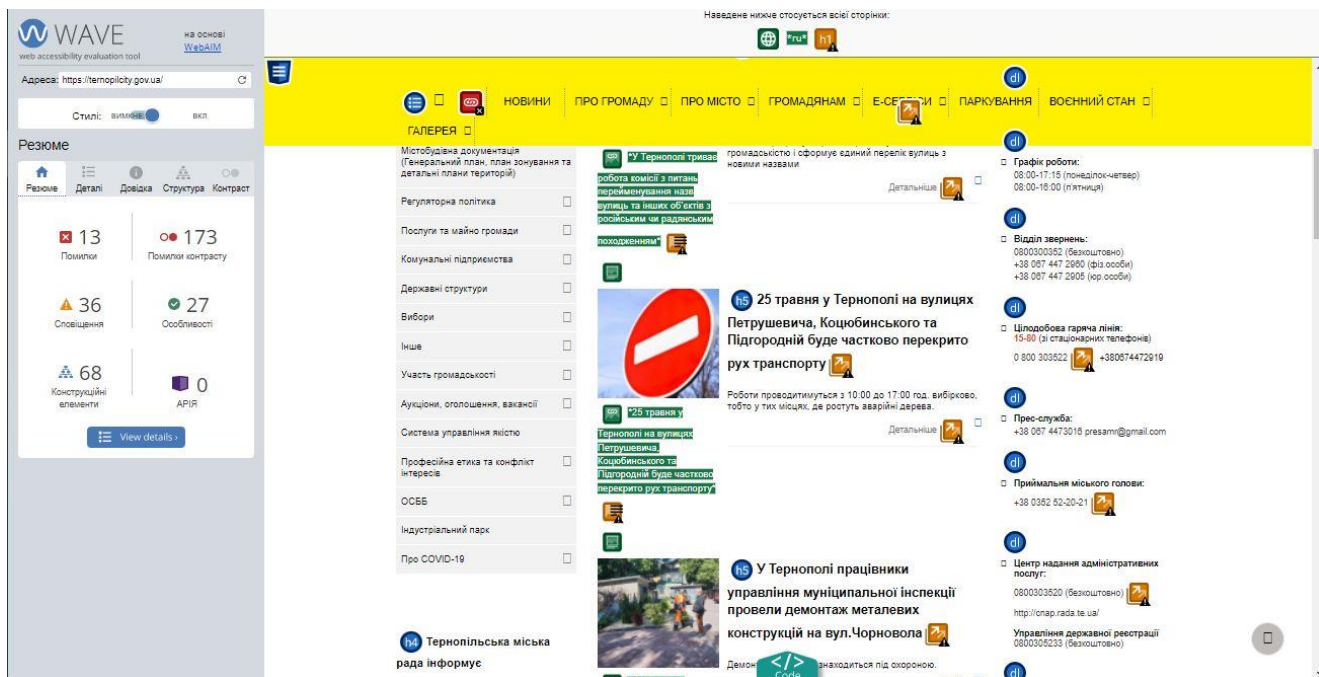 WAVE
web accessibility evaluation tool
на основі
WebAIM
Адреса: https://ternopilcity.gov.ua/
Стилі:
вкл
Резюме
Резюме
Деталі
Довідка
Структура
Контраст
13
Помилки
173
Помилки контрасту
36
Сповіщення
27
Особливості
68
Конструкційні
елементи
0
АРІЯ
View details ›
Наведене нижче стосується всієї сторінки:
*ru*
h1
НОВИНИ
ПРО ГРОМАДУ
ПРО МІСТО
ГРОМАДЯНАМ
ПАРКУВАННЯ
ВОЄННИЙ СТАН
ГАЛЕРЕЯ
Містобудівна документація
(Генеральний план, план зонування та
детальні плани територій)
Регуляторна політика
Послуги та майно громади
Комунальні підприємства
Державні структури
Вибори
Інше
Участь громадськості
Аукціони, оголошення, вакансії
Система управління якістю
Професійна етика та конфлікт
інтересів
ОСББ
Індустріальний парк
Про COVID-19
h4 Тернопільська міська
рада інформує
*У Тернополі триває
робота комісії з питань
перейменування назв
вулиць та інших об'єктів з
російським чи радянським
походженням*
громадськістю і сформує єдиний перелік вулиць з
новими назвами
Детальніше
h5 25 травня у Тернополі на вулицях
Петрушевича, Коцюбинського та
Підгородній буде частково перекрито
рух транспорту
Роботи проводитимуться з 10:00 до 17:00 год. вибірково,
тобто у тих місцях, де ростуть аварійні дерева.
Детальніше
*25 травня у
Тернополі на вулицях
Петрушевича,
Коцюбинського та
Підгородній буде частково
перекрито рух транспорту*
h5 У Тернополі працівники
управління муніципальної інспекції
провели демонтаж металевих
конструкцій на вул.Чорновола
знаходиться під охороною.
</>
Code
dl
dl
Графік роботи:
08:00-17:15 (понеділок-четвер)
08:00-16:00 (п'ятниця)
dl
Відділ звернень:
0800300352 (безкоштовно)
+38 067 447 2960 (фіз.особи)
+38 067 447 2905 (юр.особи)
dl
Цілодобова гаряча лінія:
15-80 (зі стаціонарних телефонів)
0 800 303522 +380674472919
dl
Прес-служба:
+38 067 4473016 presamr@gmail.com
dl
Приймальня міського голови:
+38 0352 52-20-21
dl
Центр надання адміністративних
послуг:
0800303520 (безкоштовно)
http://cnap.rada.te.ua/
Управління державної реєстрації
0800305233 (безкоштовно)
dl